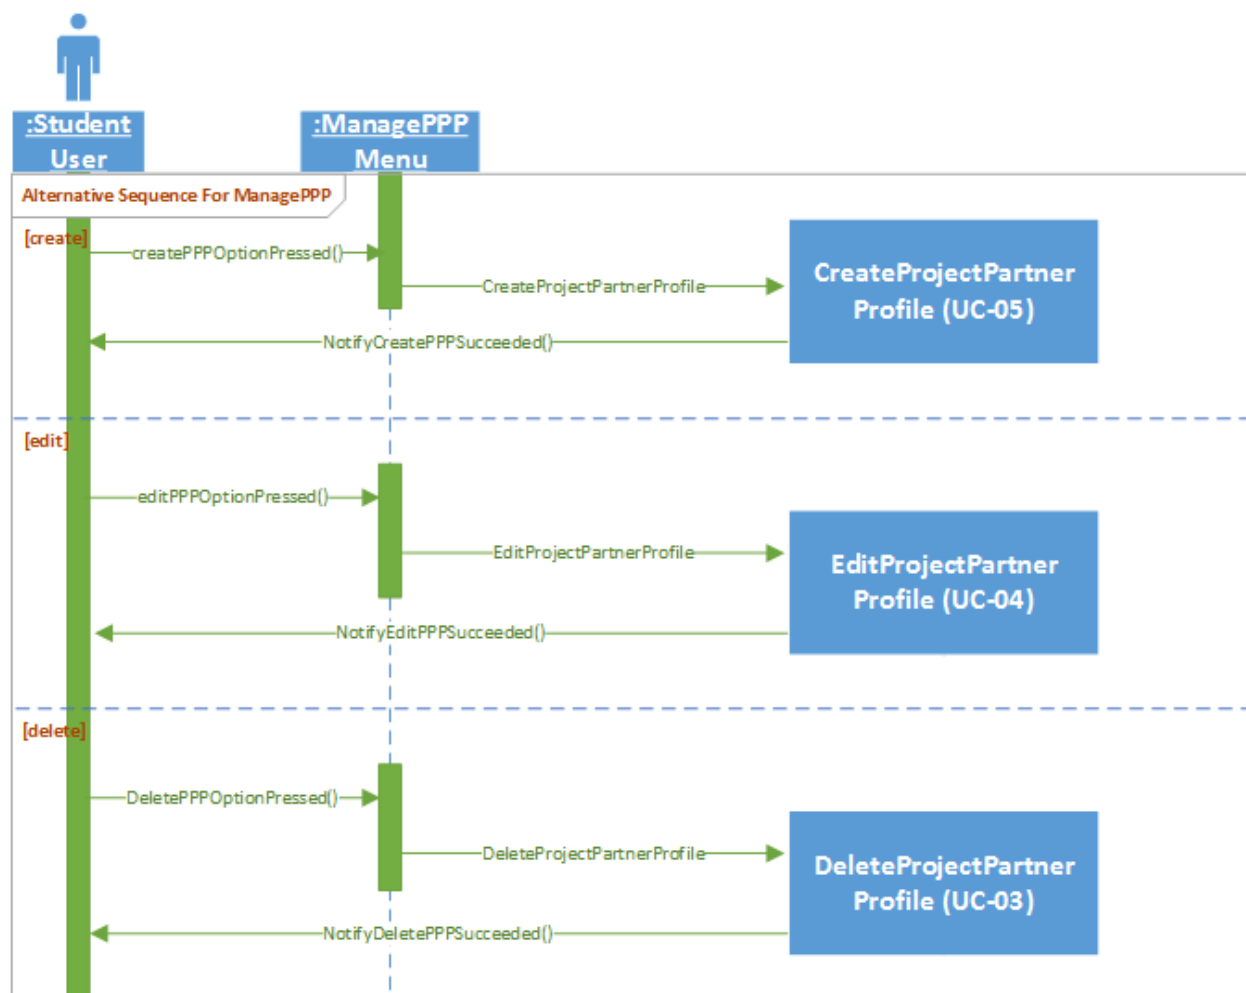 :Student
User
:ManagePPP
Menu
Alternative Sequence For ManagePPP
[create]
createPPPOptionPressed()
CreateProjectPartnerProfile
CreateProjectPartner
Profile (UC-05)
NotifyCreatePPPSucceeded()
[edit]
editPPPOptionPressed()
EditProjectPartnerProfile
EditProjectPartner
Profile (UC-04)
NotifyEditPPPSucceeded()
[delete]
DeletePPPOptionPressed()
DeleteProjectPartnerProfile
DeleteProjectPartner
Profile (UC-03)
NotifyDeletePPPSucceeded()